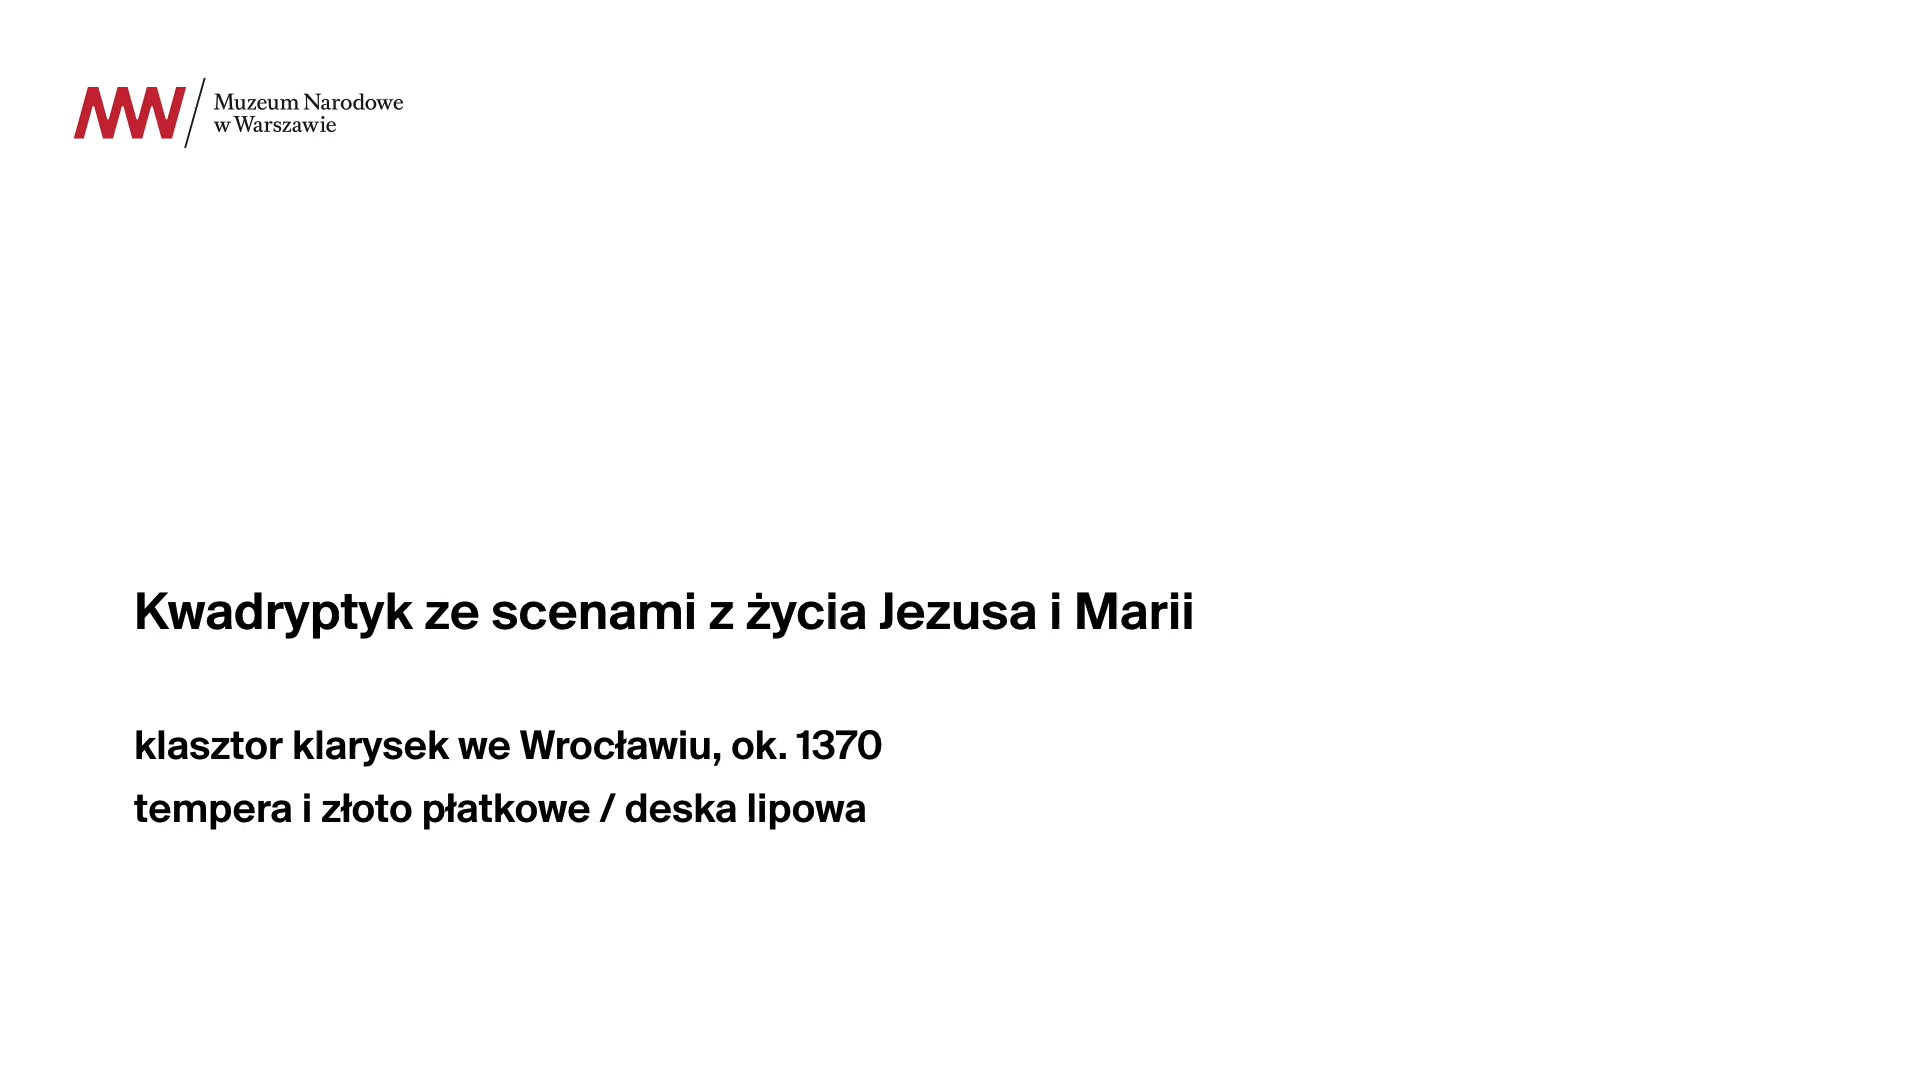 Muzeum Narodowe
w Warszawie
Kwadryptyk ze scenami z życia Jezusa i Marii
klasztor klarysek we Wrocławiu, ok. 1370
tempera i złoto płatkowe / deska lipowa